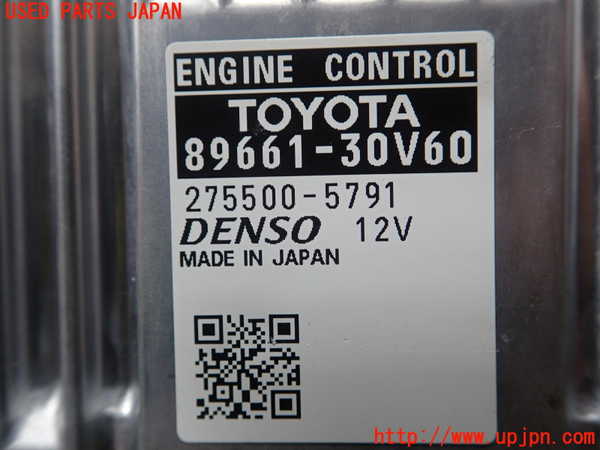 USED PARTS JAPAN
ENGINE CONTROL
TOYOTA
89661-30V60
275500-5791
DENSO 12V
MADE IN JAPAN
http://www.upjpn.com/